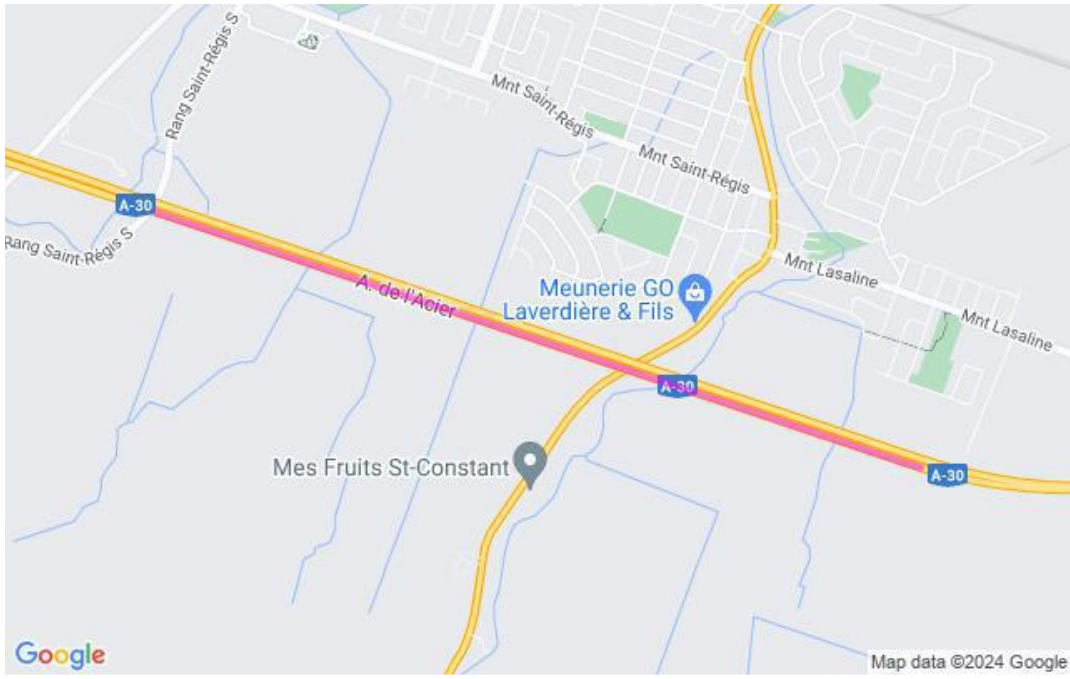 Rang Saint-Régis S
Mnt Saint-Régis
Mnt Saint-Régis
A-30
Rang Saint-Régis S
Mnt Lasaline
A. de l'Acier
Meunerie GO
Laverdière & Fils
Mnt Lasaline
A-30
Mes Fruits St-Constant
A-30
Google
Map data ©2024 Google